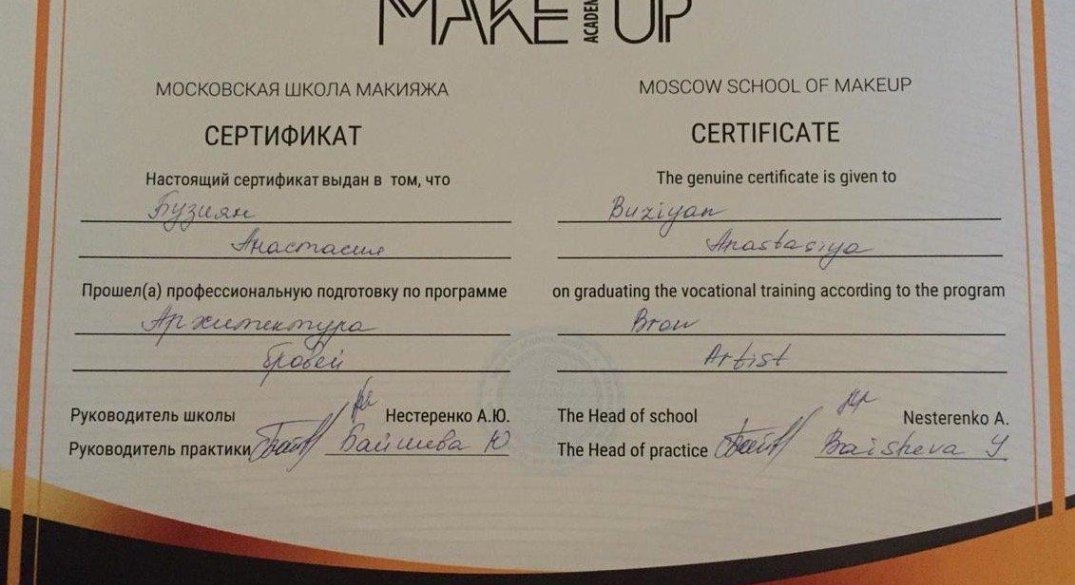 MAKE ACADEMY UP
МОСКОВСКАЯ ШКОЛА МАКИЯЖА
СЕРТИФИКАТ
Настоящий сертификат выдан в том, что
Бузиян
Анастасия
Прошел(а) профессиональную подготовку по программе
Архитектура
бровей
Руководитель школы Нестеренко А.Ю.
Руководитель практики Баишева Ю
MOSCOW SCHOOL OF MAKEUP
CERTIFICATE
The genuine certificate is given to
Buziyan
Anastasiya
on graduating the vocational training according to the program
Brow
Artist
The Head of school Nesterenko A.
The Head of practice Baisheva Y